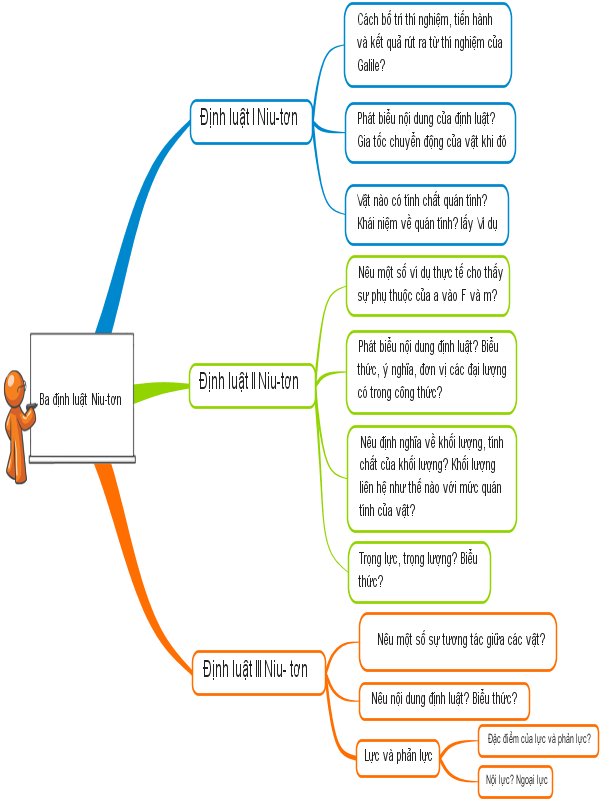 Cách bố trí thí nghiệm, tiến hành
và kết quả rút ra từ thí nghiệm của
Galile?
Định luật I Niu-tơn
Phát biểu nội dung của định luật?
Gia tốc chuyển động của vật khi đó
Vật nào có tính chất quán tính?
Khái niệm về quán tính? lấy Ví dụ
Nêu một số ví dụ thực tế cho thấy
sự phụ thuộc của a vào F và m?
Định luật II Niu-tơn
Phát biểu nội dung định luật? Biểu
thức, ý nghĩa, đơn vị các đại lượng
có trong công thức?
Ba định luật Niu-tơn
Nêu định nghĩa về khối lượng, tính
chất của khối lượng? Khối lượng
liên hệ như thế nào với mức quán
tính của vật?
Trọng lực, trọng lượng? Biểu
thức?
Nêu một số sự tương tác giữa các vật?
Định luật III Niu- tơn
Nêu nội dung định luật? Biểu thức?
Lực và phản lực
Đặc điểm của lực và phản lực?
Nội lực? Ngoại lực